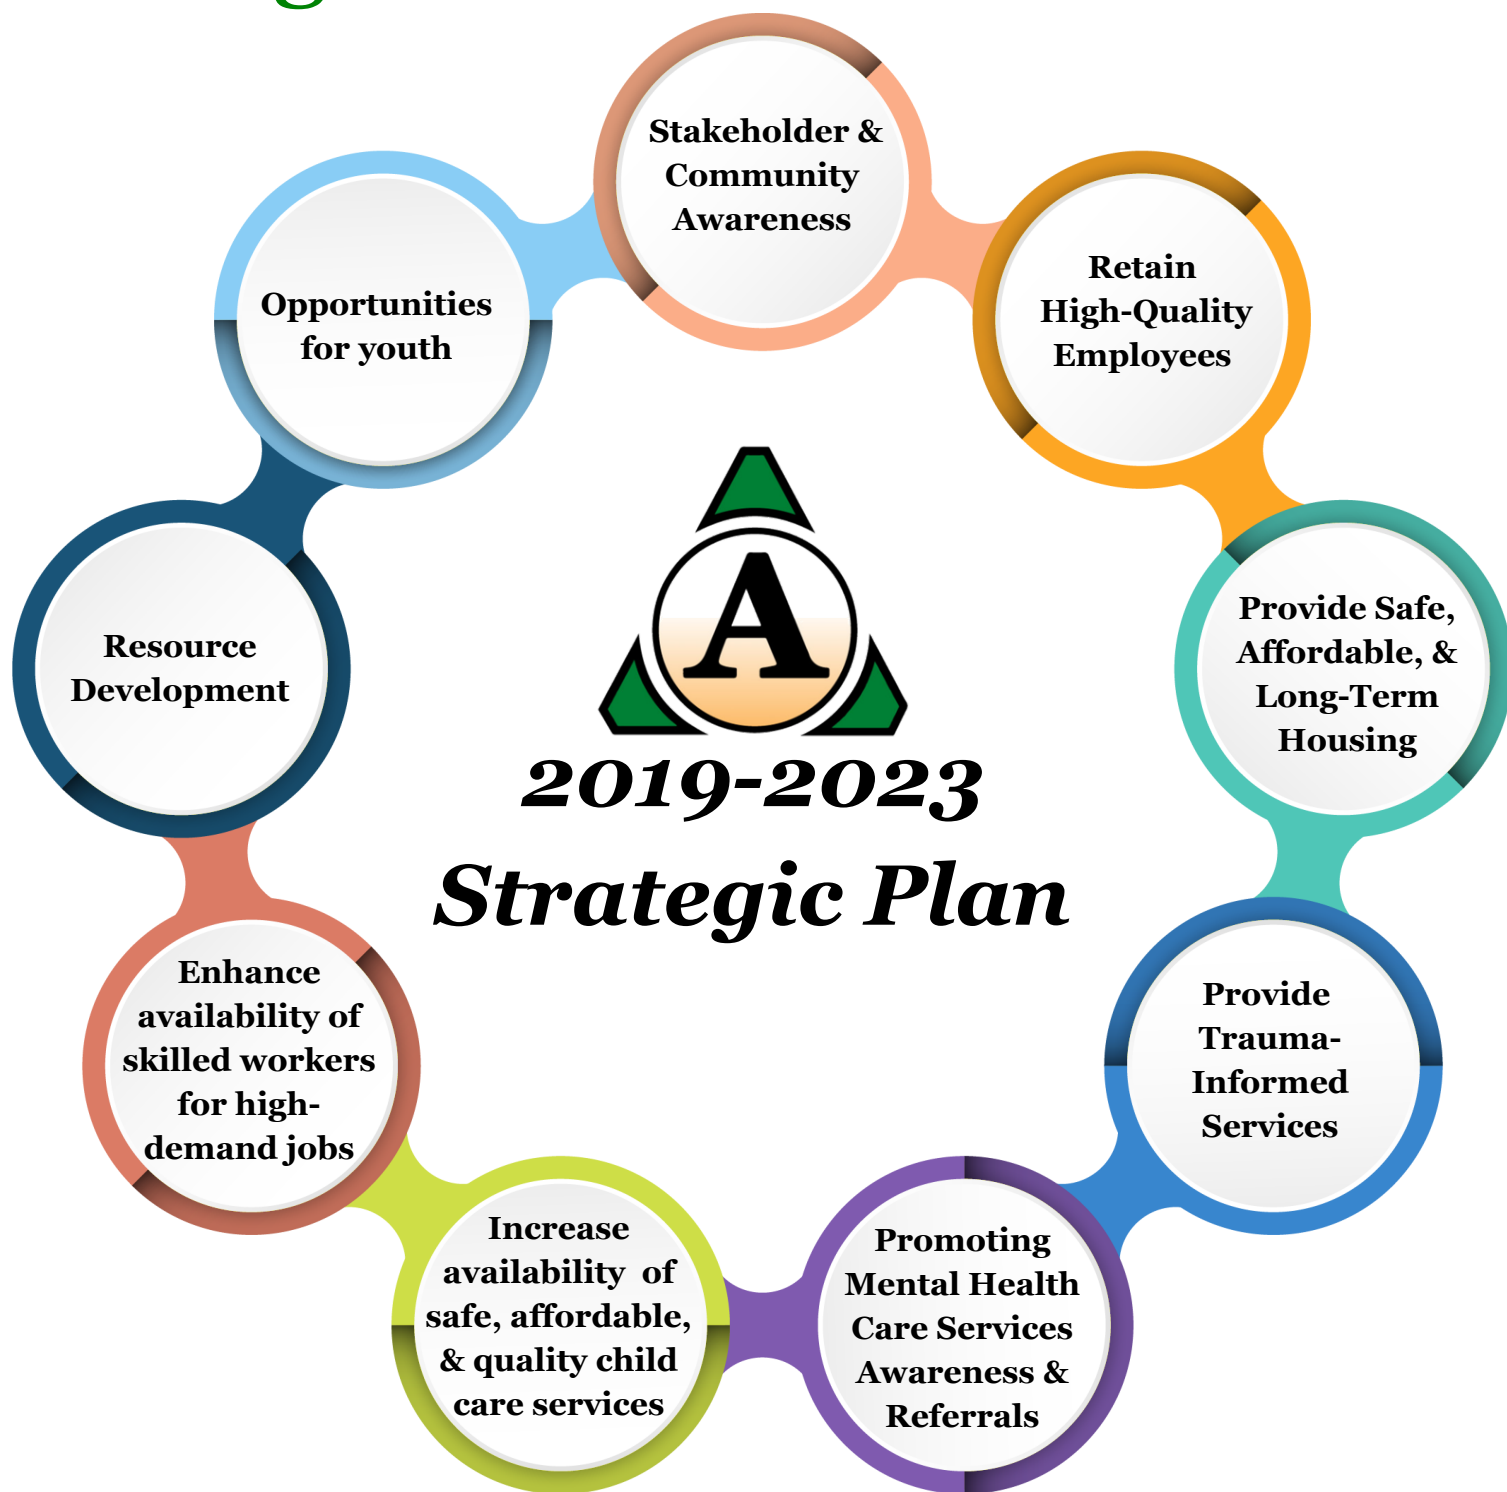 Stakeholder &
Community
Awareness
Retain
High-Quality
Employees
Provide Safe,
Affordable, &
Long-Term
Housing
Provide
Trauma-
Informed
Services
Promoting
Mental Health
Care Services
Awareness &
Referrals
Increase
availability  of
safe, affordable,
& quality child
care services
Enhance
availability of
skilled workers
for high-
demand jobs
Resource
Development
Opportunities
for youth
A
2019-2023
Strategic Plan